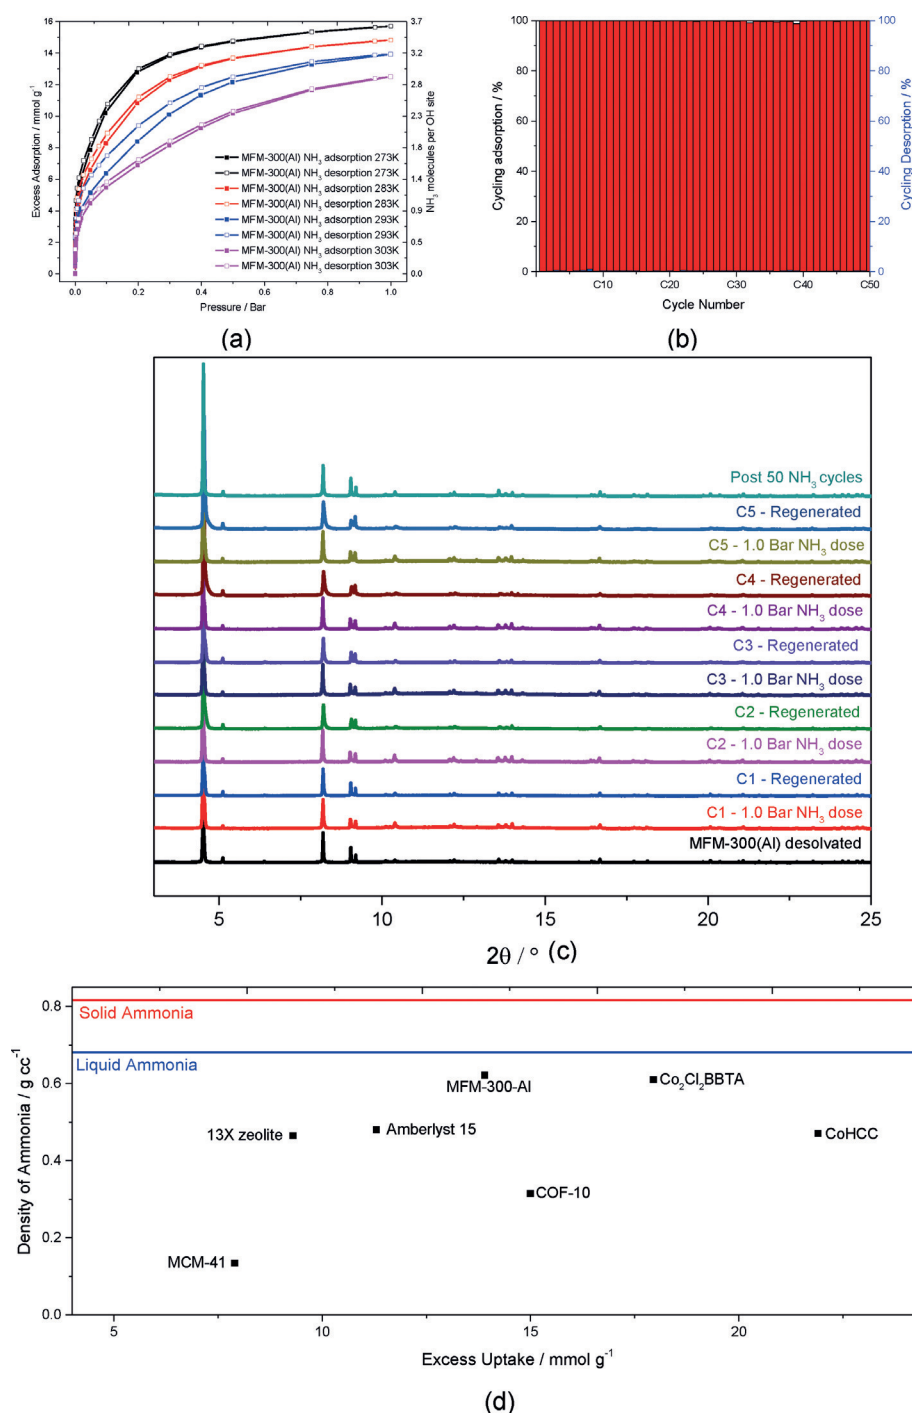 16
14
12
10
8
6
4
2
0
Excess Adsorption / mmol g⁻¹
3.7
3.2
2.8
2.3
1.9
1.4
0.9
0.5
0.0
NH₃ molecules per OH site
MFM-300(Al) NH₃ adsorption 273K
MFM-300(Al) NH₃ desorption 273K
MFM-300(Al) NH₃ adsorption 283K
MFM-300(Al) NH₃ desorption 283K
MFM-300(Al) NH₃ adsorption 293K
MFM-300(Al) NH₃ desorption 293K
MFM-300(Al) NH₃ adsorption 303K
MFM-300(Al) NH₃ desorption 303K
0.0 0.2 0.4 0.6 0.8 1.0
Pressure / Bar
(a)
100
80
60
40
20
0
Cycling adsorption / %
100
80
60
40
20
0
Cycling Desorption / %
C10 C20 C30 C40 C50
Cycle Number
(b)
Post 50 NH₃ cycles
C5 - Regenerated
C5 - 1.0 Bar NH₃ dose
C4 - Regenerated
C4 - 1.0 Bar NH₃ dose
C3 - Regenerated
C3 - 1.0 Bar NH₃ dose
C2 - Regenerated
C2 - 1.0 Bar NH₃ dose
C1 - Regenerated
C1 - 1.0 Bar NH₃ dose
MFM-300(Al) desolvated
5 10 15 20 25
2θ / °
(c)
Solid Ammonia
Liquid Ammonia
0.8
0.6
0.4
0.2
0.0
Density of Ammonia / g cc⁻¹
MFM-300-Al
Co₂Cl₂BBTA
13X zeolite
Amberlyst 15
CoHCC
COF-10
MCM-41
5 10 15 20
Excess Uptake / mmol g⁻¹
(d)